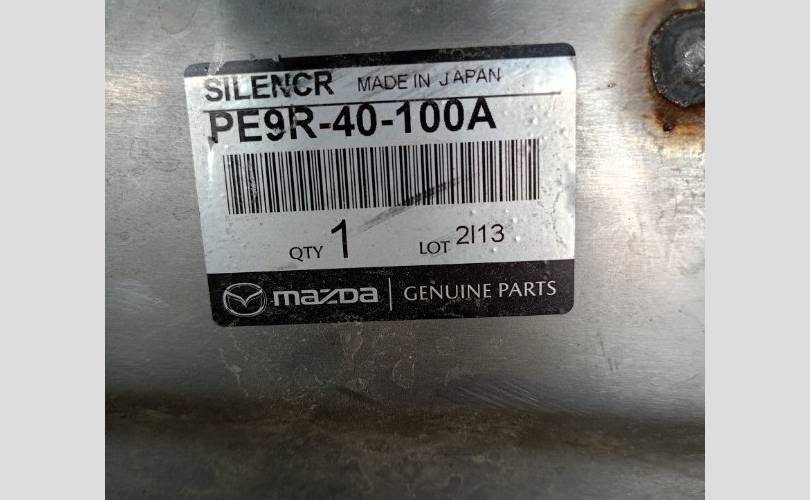 SILENCR MADE IN JAPAN
PE9R-40-100A
QTY 1 LOT 2I13
mazda GENUINE PARTS